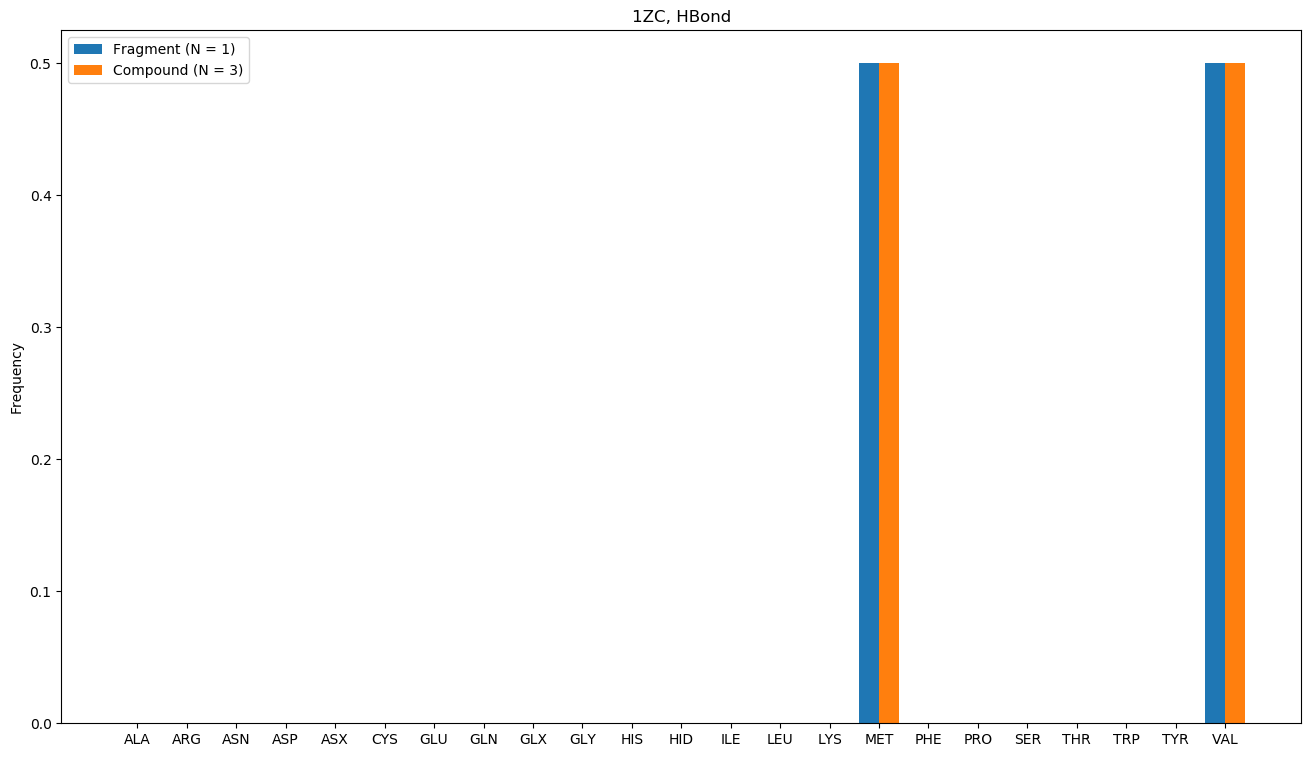 1ZC, HBond
Fragment (N = 1)
Compound (N = 3)
0.5
0.4
0.3
0.2
0.1
0.0
Frequency
ALA ARG ASN ASP ASX CYS GLU GLN GLX GLY HIS HID ILE LEU LYS MET PHE PRO SER THR TRP TYR VAL